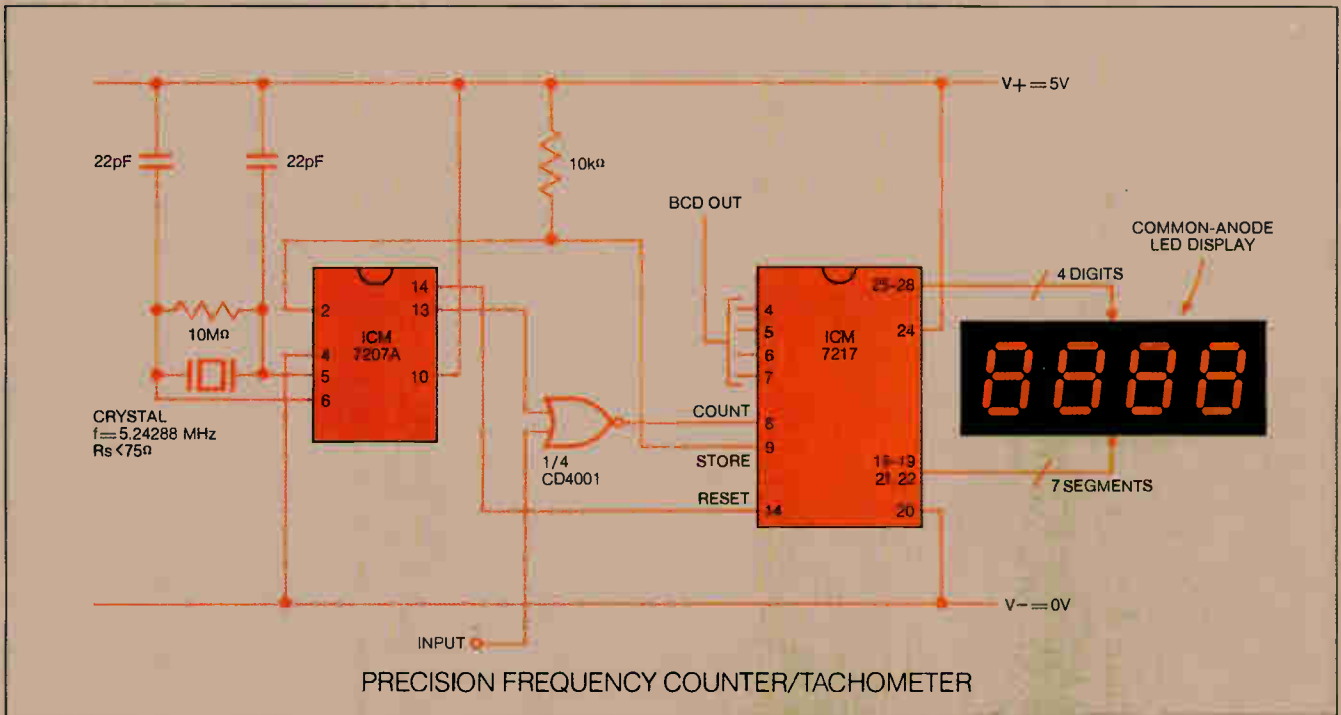 V+=5V
22pF
22pF
10kΩ
BCD OUT
COMMON-ANODE
LED DISPLAY
4 DIGITS
14
13
2
10MΩ
ICM
7207A
4
5
10
6
25-28
4
5
6
7
ICM
7217
24
8888
CRYSTAL
f=5.24288 MHz
Rs<75Ω
COUNT
8
STORE
9
1/4
CD4001
RESET
14
21 22
7 SEGMENTS
20
V-=0V
INPUT
PRECISION FREQUENCY COUNTER/TACHOMETER